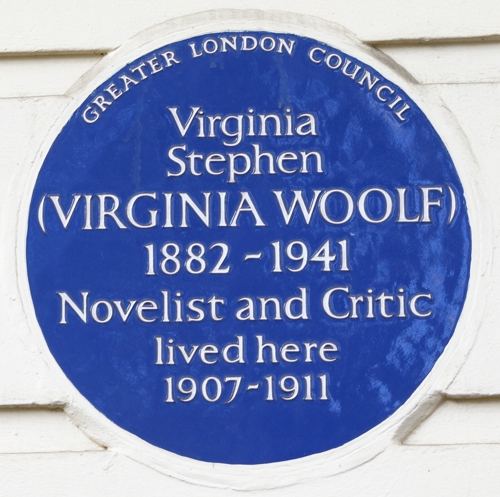 GREATER LONDON COUNCIL
Virginia
Stephen
(VIRGINIA WOOLF)
1882 - 1941
Novelist and Critic
lived here
1907-1911